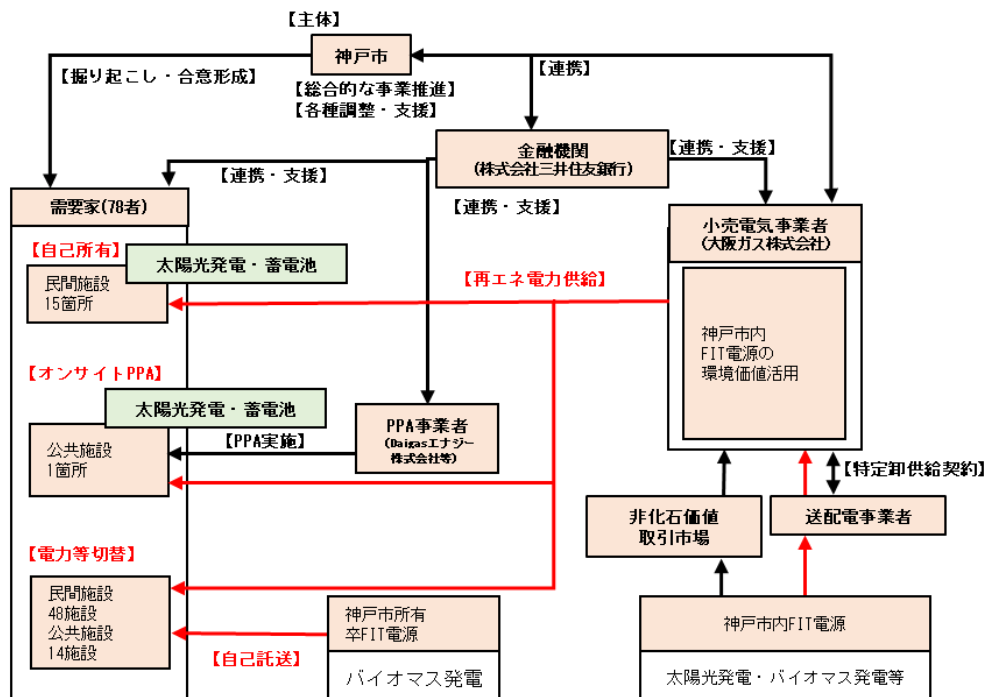 【主体】
神戸市
【掘り起こし・合意形成】
【連携】
【総合的な事業推進】
【各種調整・支援】
金融機関
(株式会社三井住友銀行)
【連携・支援】
【連携・支援】
【連携・支援】
需要家(78者)
小売電気事業者
(大阪ガス株式会社)
【自己所有】
太陽光発電・蓄電池
民間施設
15箇所
【再エネ電力供給】
神戸市内
FIT電源の
環境価値活用
【オンサイトPPA】
太陽光発電・蓄電池
公共施設
1箇所
【PPA実施】
PPA事業者
(Daigasエナジー
株式会社等)
【特定卸供給契約】
非化石価値
取引市場
送配電事業者
【電力等切替】
民間施設
48施設
公共施設
14施設
【自己託送】
神戸市所有
卒FIT電源
バイオマス発電
神戸市内FIT電源
太陽光発電・バイオマス発電等